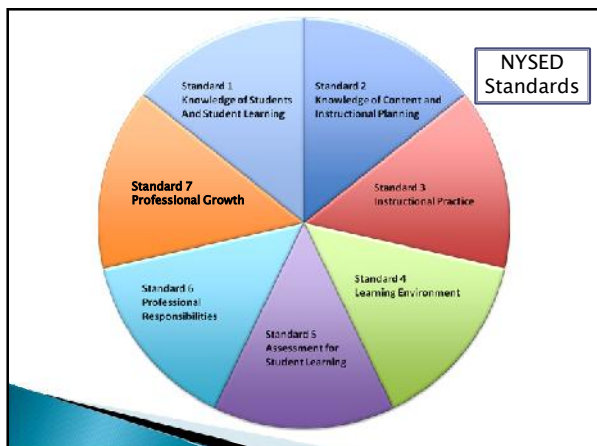 NYSED
Standards
Standard 1
Knowledge of Students
And Student Learning
Standard 2
Knowledge of Content and
Instructional Planning
Standard 3
Instructional Practice
Standard 4
Learning Environment
Standard 5
Assessment for
Student Learning
Standard 6
Professional
Responsibilities
Standard 7
Professional Growth